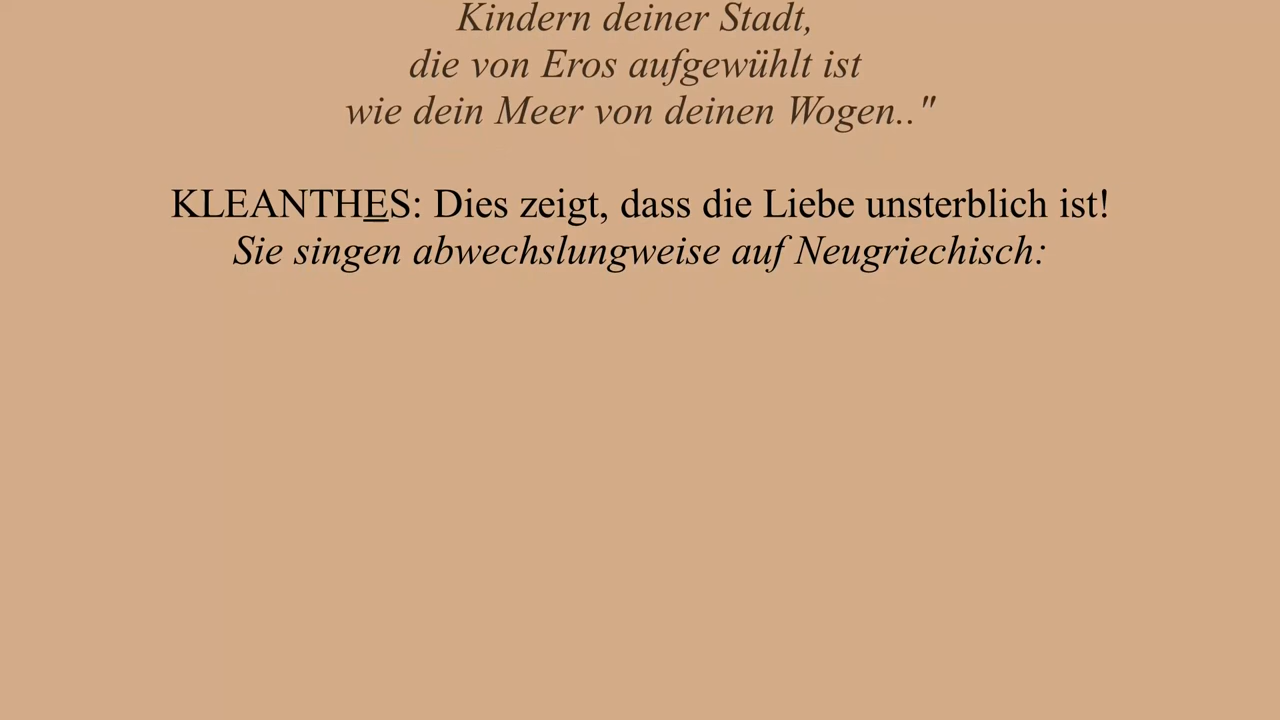 Kindern deiner Stadt,
die von Eros aufgewühlt ist
wie dein Meer von deinen Wogen.."
KLEANTHES: Dies zeigt, dass die Liebe unsterblich ist!
Sie singen abwechslungweise auf Neugriechisch: